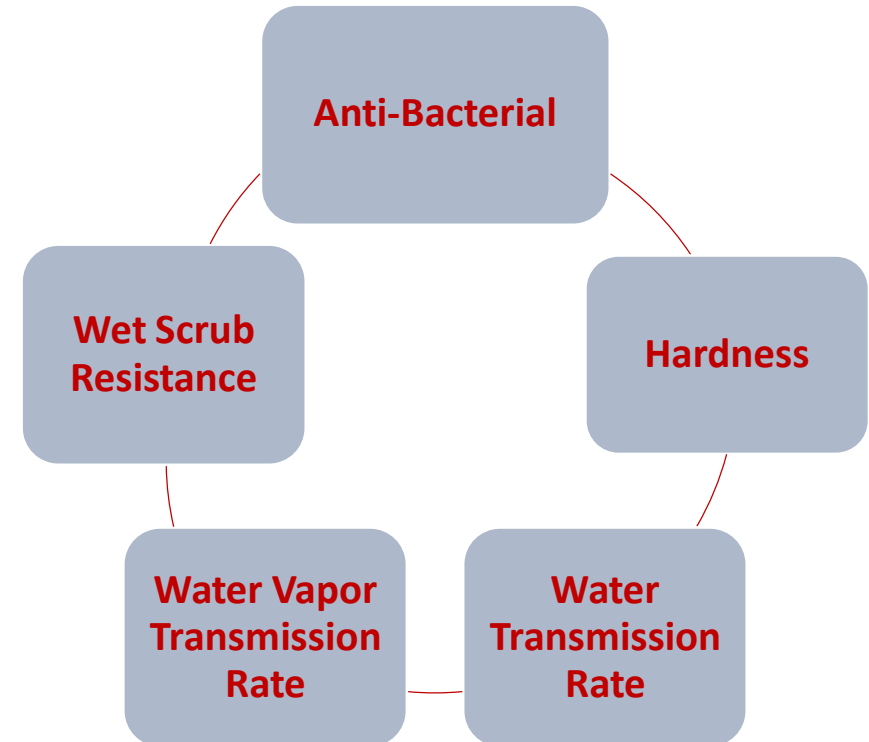 Anti-Bacterial
Hardness
Water
Transmission
Rate
Water Vapor
Transmission
Rate
Wet Scrub
Resistance